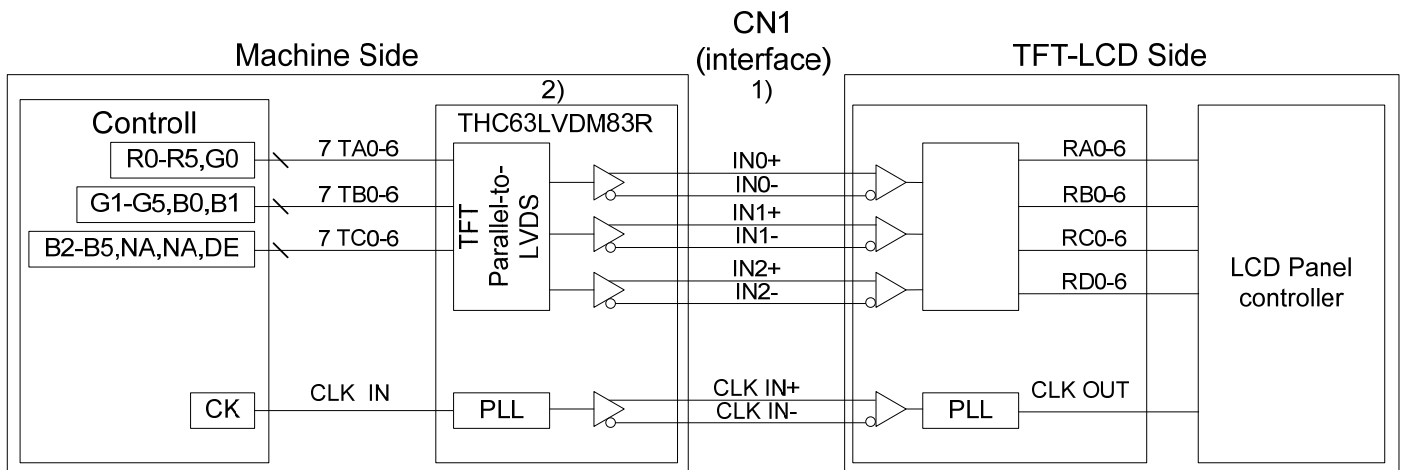 CN1
(interface)
1)
Machine Side
TFT-LCD Side
2)
Controll
THC63LVDM83R
R0-R5,G0
7 TA0-6
G1-G5,B0,B1
7 TB0-6
B2-B5,NA,NA,DE
7 TC0-6
TFT
Parallel-to-
LVDS
IN0+
IN0-
IN1+
IN1-
IN2+
IN2-
RA0-6
RB0-6
RC0-6
RD0-6
LCD Panel
controller
CK
CLK IN
PLL
CLK IN+
CLK IN-
PLL
CLK OUT